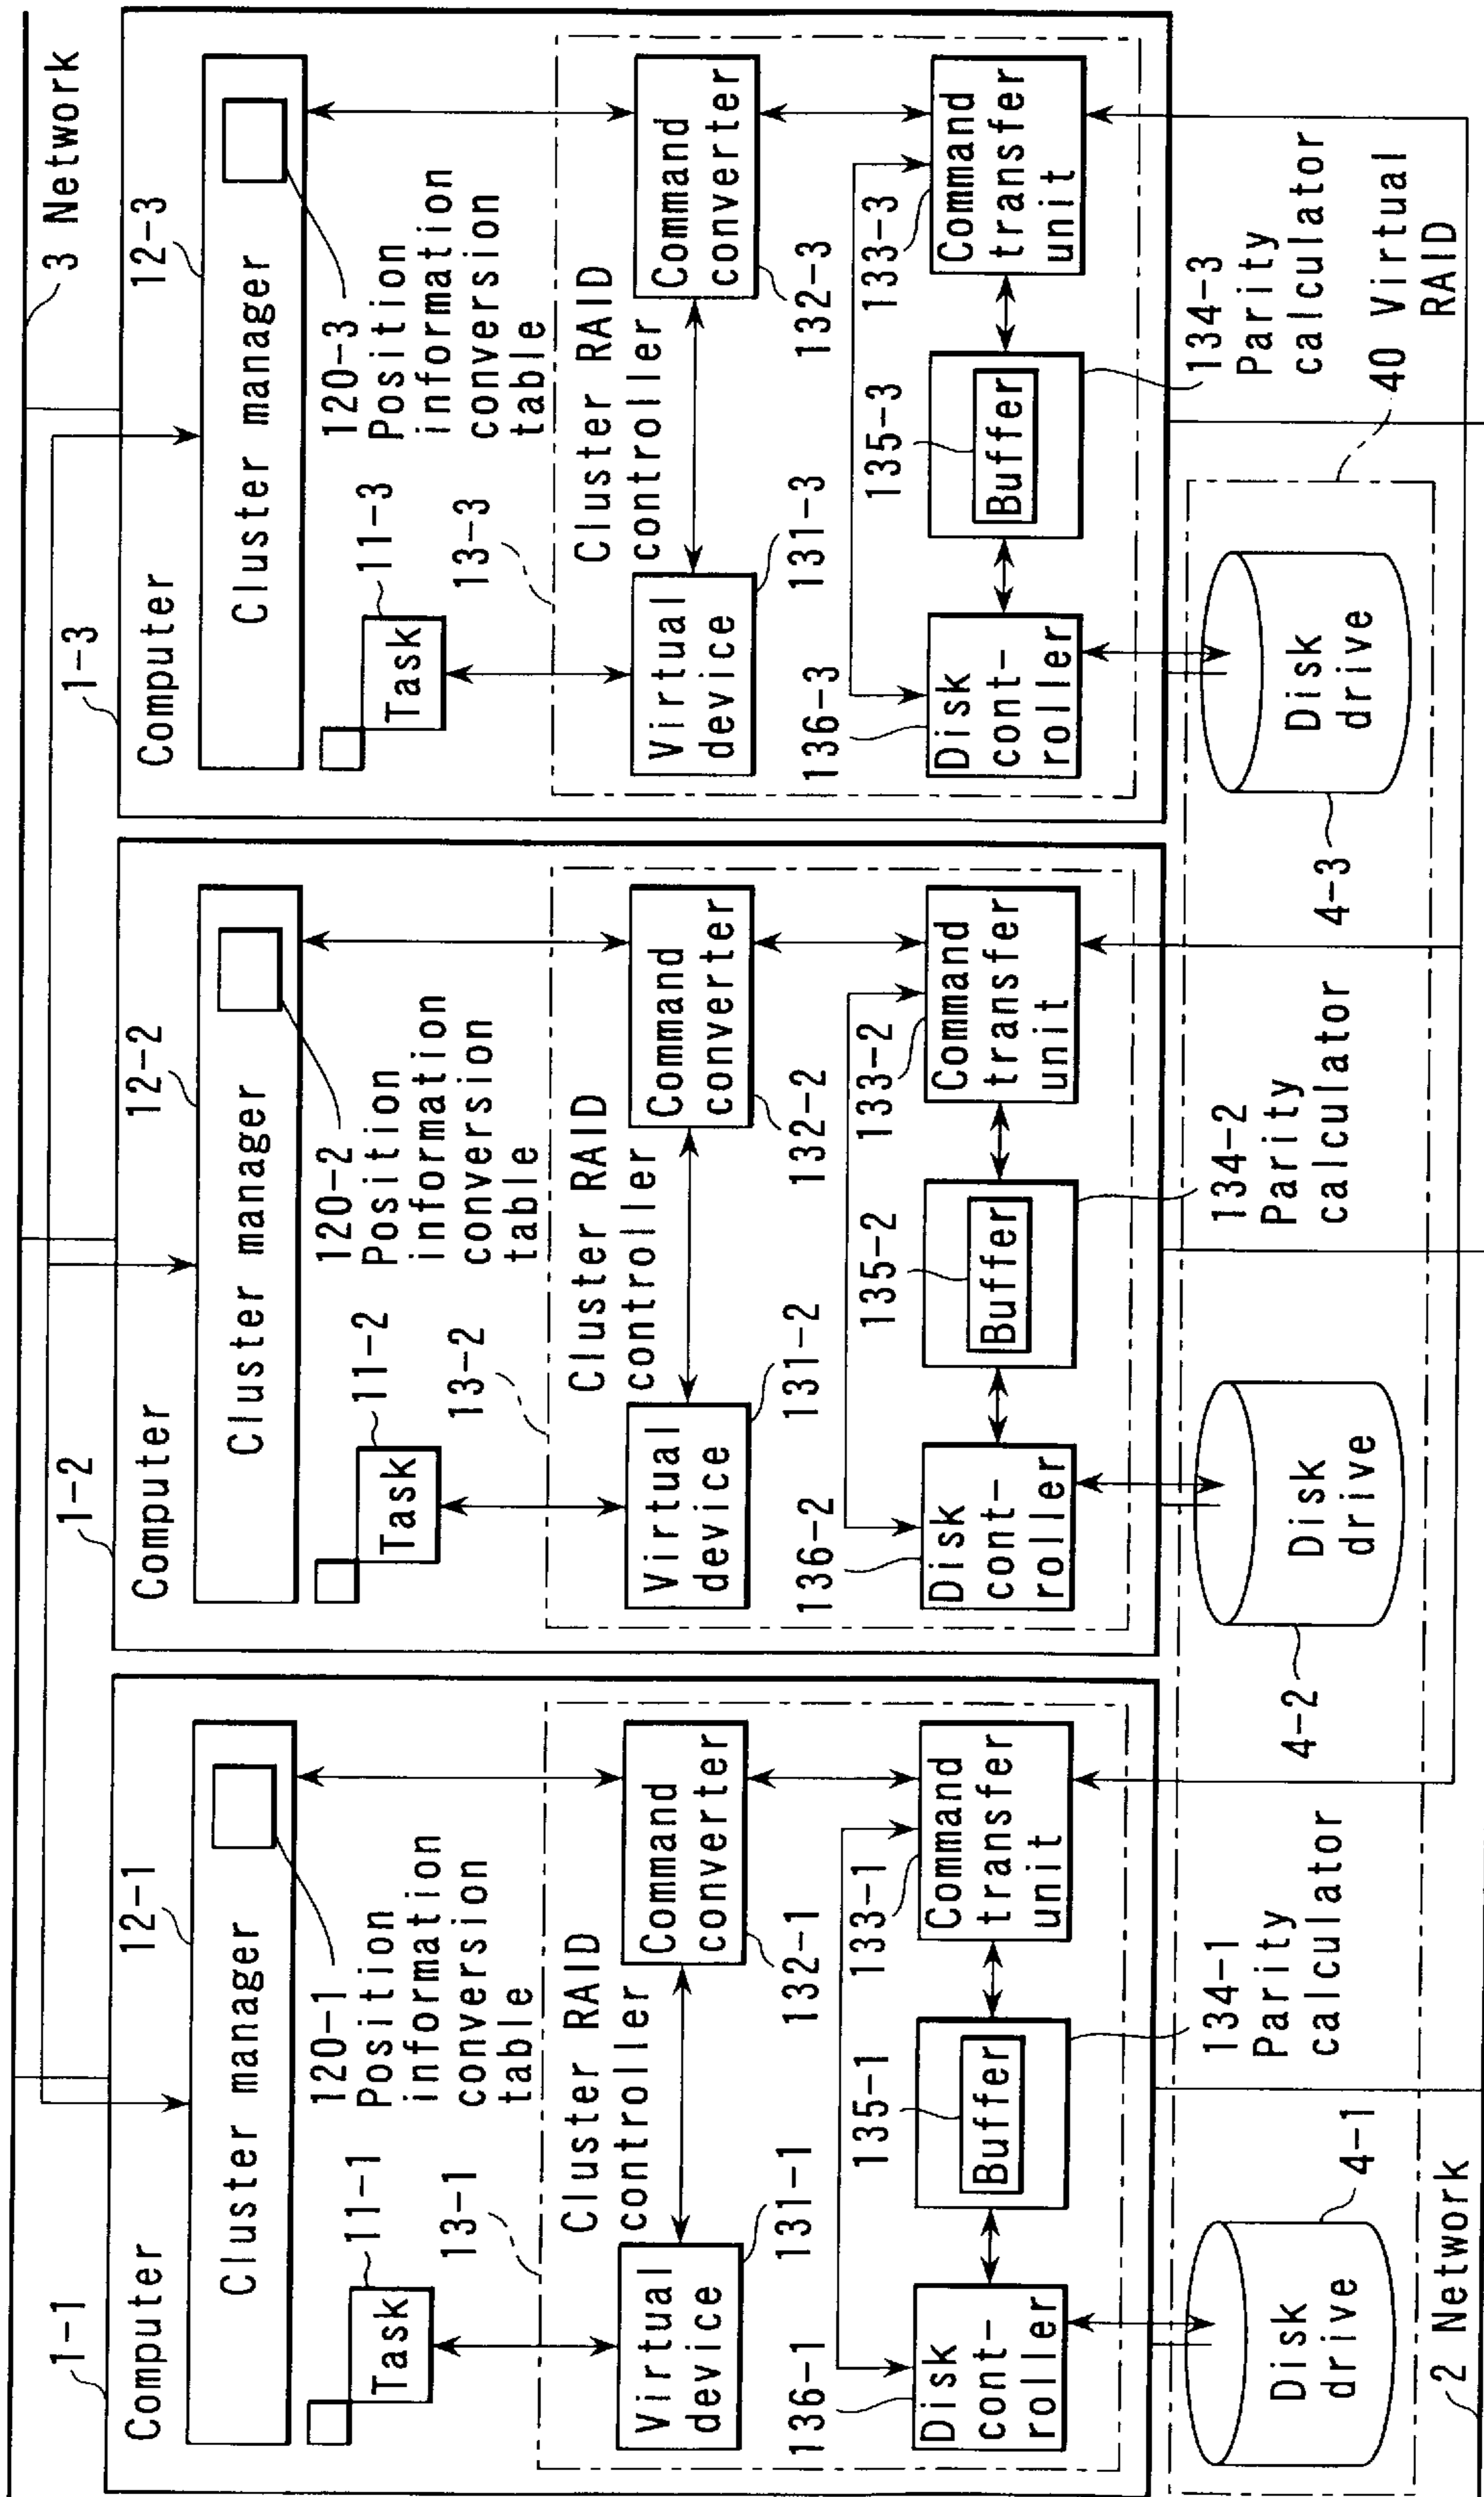 3 Network
1-1
Computer
12-1
Cluster manager
120-1
Position
information
conversion
table
11-1
Task
13-1
Cluster RAID
controller
Virtual
device
131-1
Command
converter
132-1
136-1
Disk
cont-
roller
135-1
Buffer
133-1
Command
transfer
unit
134-1
Parity
calculator
Disk
drive
4-1
1-2
Computer
12-2
Cluster manager
120-2
Position
information
conversion
table
11-2
Task
13-2
Cluster RAID
controller
Virtual
device
131-2
Command
converter
132-2
136-2
Disk
cont-
roller
135-2
Buffer
133-2
Command
transfer
unit
134-2
Parity
calculator
Disk
drive
4-2
1-3
Computer
12-3
Cluster manager
120-3
Position
information
conversion
table
11-3
Task
13-3
Cluster RAID
controller
Virtual
device
131-3
Command
converter
132-3
136-3
Disk
cont-
roller
135-3
Buffer
133-3
Command
transfer
unit
134-3
Parity
calculator
Disk
drive
4-3
40 Virtual
RAID
2 Network